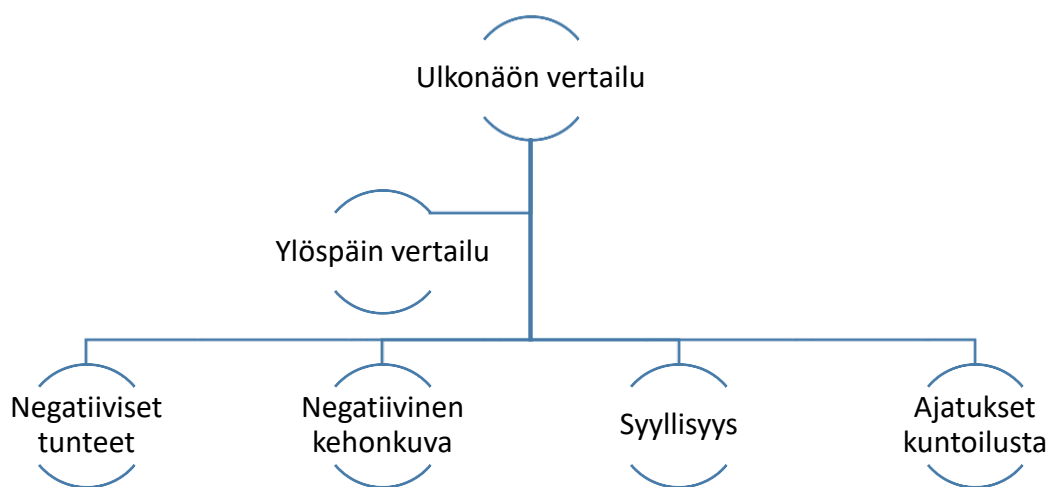 Ulkonäön vertailu
Ylöspäin vertailu
Negatiiviset
tunteet
Negatiivinen
kehonkuva
Syyllisyys
Ajatukset
kuntoilusta